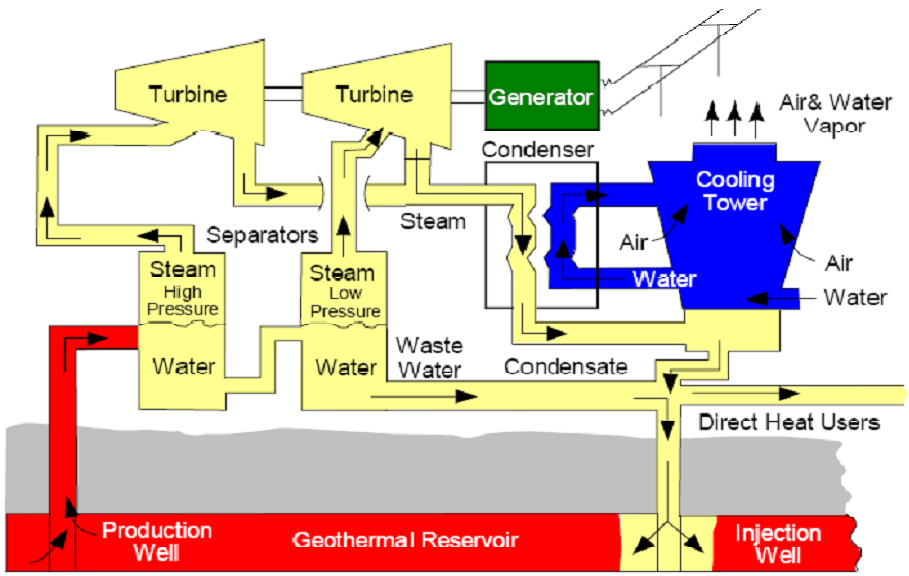 Turbine
Turbine
Generator
Air& Water
Vapor
Condenser
Cooling
Tower
Separators
Steam
Air
Air
Steam
High
Pressure
Steam
Low
Pressure
Water
Water
Water
Water
Waste
Water
Condensate
Direct Heat Users
Production
Well
Geothermal Reservoir
Injection
Well